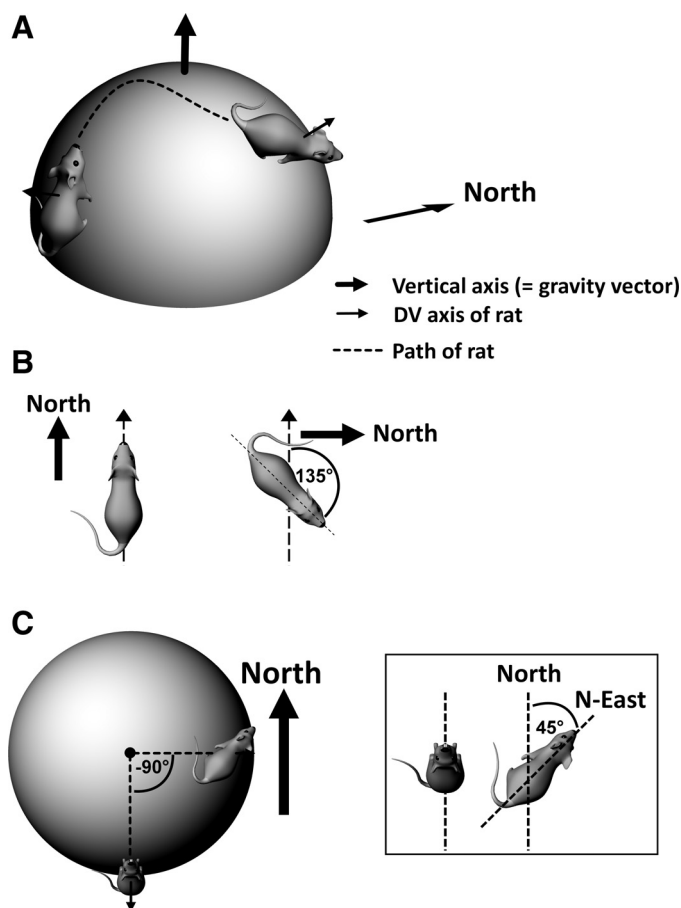 A
North
Vertical axis (= gravity vector)
DV axis of rat
Path of rat
B
North
North
135°
C
North
-90°
North
N-East
45°